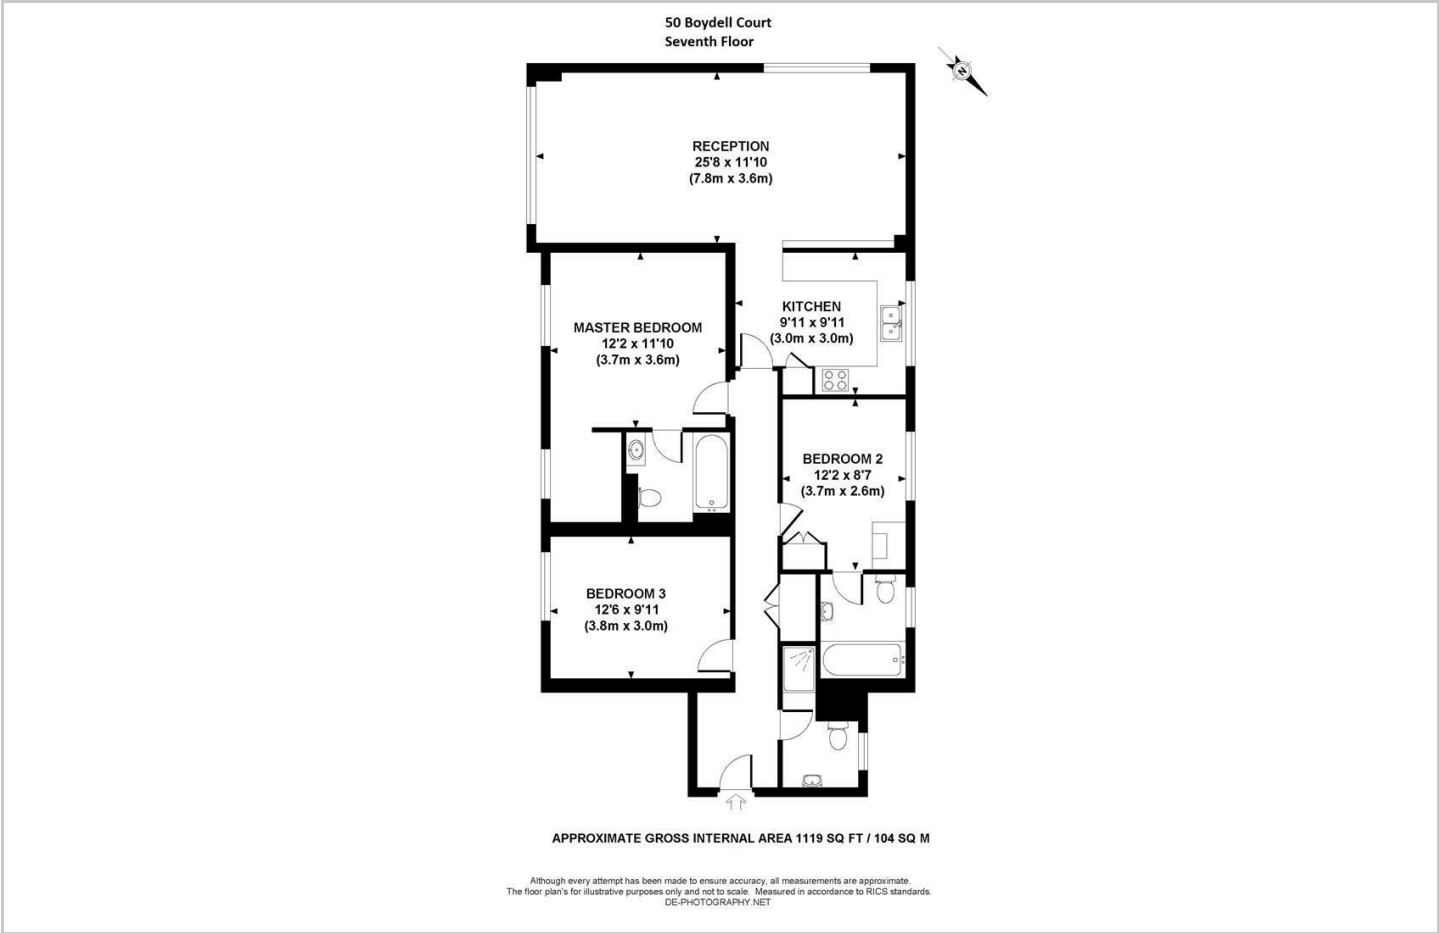 50 Boydell Court
Seventh Floor
N
RECEPTION
25'8 x 11'10
(7.8m x 3.6m)
KITCHEN
9'11 x 9'11
(3.0m x 3.0m)
MASTER BEDROOM
12'2 x 11'10
(3.7m x 3.6m)
BEDROOM 2
12'2 x 8'7
(3.7m x 2.6m)
BEDROOM 3
12'6 x 9'11
(3.8m x 3.0m)
APPROXIMATE GROSS INTERNAL AREA 1119 SQ FT / 104 SQ M
Although every attempt has been made to ensure accuracy, all measurements are approximate.
The floor plan's for illustrative purposes only and not to scale. Measured in accordance to RICS standards.
DE-PHOTOGRAPHY.NET